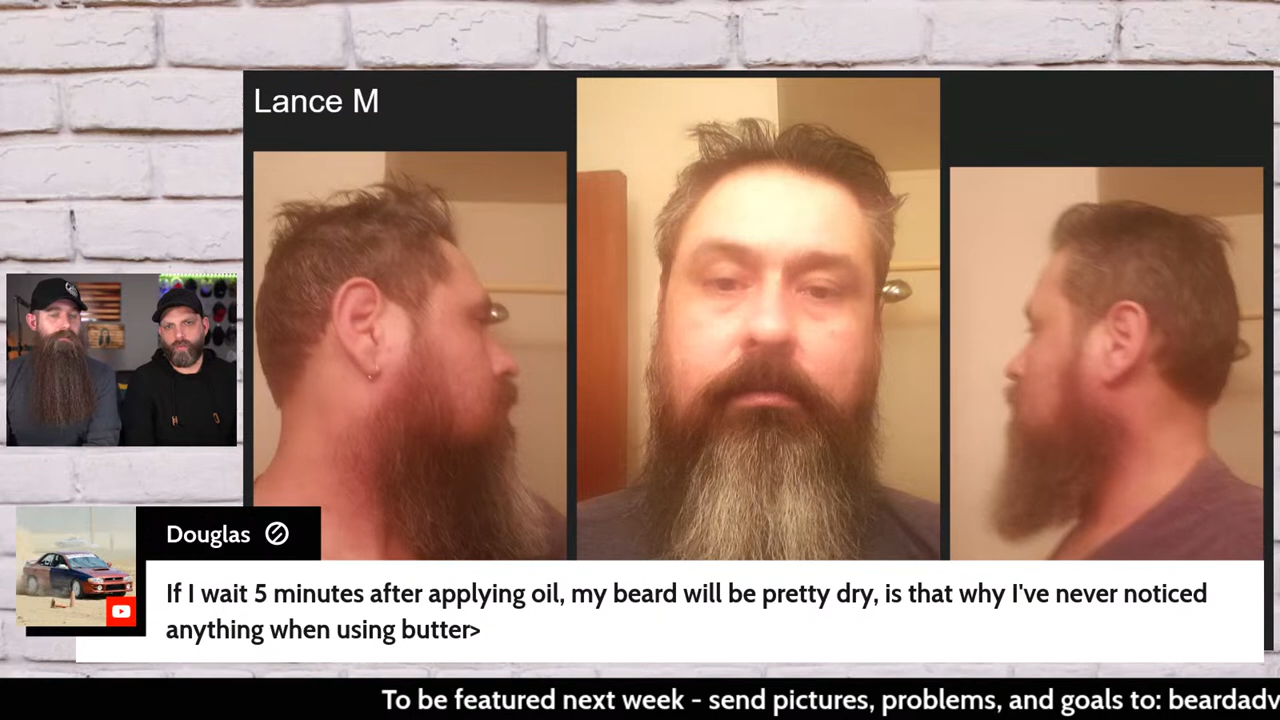 Lance M
Douglas
If I wait 5 minutes after applying oil, my beard will be pretty dry, is that why I've never noticed
anything when using butter>
To be featured next week - send pictures, problems, and goals to: beardadv